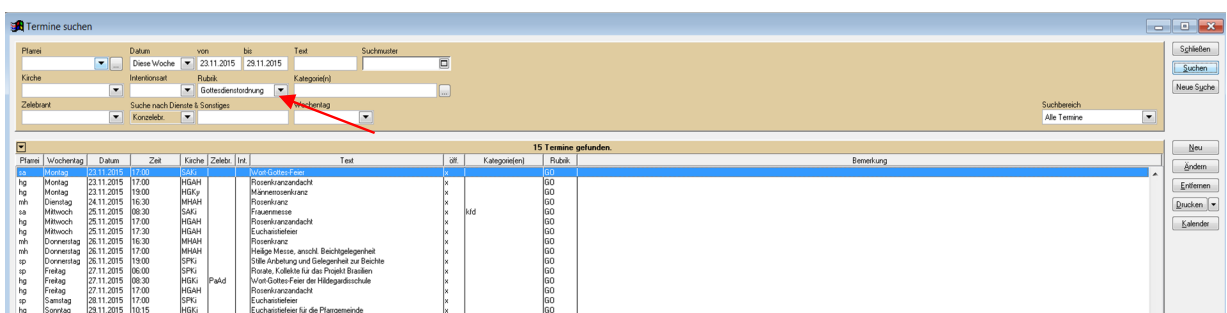 Termine suchen
Pfarrei Datum von bis Text Suchmuster
Diese Woche 23.11.2015 29.11.2015
Kirche Intentionsart Rubrik Kategorie(n)
Gottesdienstordnung ...
Zelebrant Suche nach Dienste & Sonstiges Wochentag Suchbereich
Konzelebr. Alle Termine
Schließen
Suchen
Neue Suche
15 Termine gefunden.
Pfarrei Wochentag Datum Zeit Kirche Zelebr. Int. Text öff. Kategorie(en) Rubrik Bemerkung
sa Montag 23.11.2015 17:00 SAKi Wort-Gottes-Feier x GO
hg Montag 23.11.2015 17:00 HGAH Rosenkranzandacht x GO
hg Montag 23.11.2015 19:00 HGKy Männerrosenkranz x GO
mh Dienstag 24.11.2015 16:30 MHAH Rosenkranz x GO
sa Mittwoch 25.11.2015 08:30 SAKi Frauenmesse x kfd GO
hg Mittwoch 25.11.2015 17:00 HGAH Rosenkranzandacht x GO
hg Mittwoch 25.11.2015 17:30 HGAH Eucharistiefeier x GO
mh Donnerstag 26.11.2015 16:30 MHAH Rosenkranz x GO
mh Donnerstag 26.11.2015 17:00 MHAH Heilige Messe, anschl. Beichtgelegenheit x GO
sp Donnerstag 26.11.2015 19:00 SPKi Stille Anbetung und Gelegenheit zur Beichte x GO
sp Freitag 27.11.2015 06:00 SPKi Rorate, Kollekte für das Projekt Brasilien x GO
hg Freitag 27.11.2015 08:30 HGKi PaAd Wort-Gottes-Feier der Hildegardisschule x GO
hg Freitag 27.11.2015 17:00 HGAH Rosenkranzandacht x GO
sp Samstag 28.11.2015 17:00 SPKi Eucharistiefeier x GO
hg Sonntag 29.11.2015 10:15 HGKi Eucharistiefeier für die Pfarrgemeinde x GO
Neu
Ändern
Entfernen
Drucken
Kalender